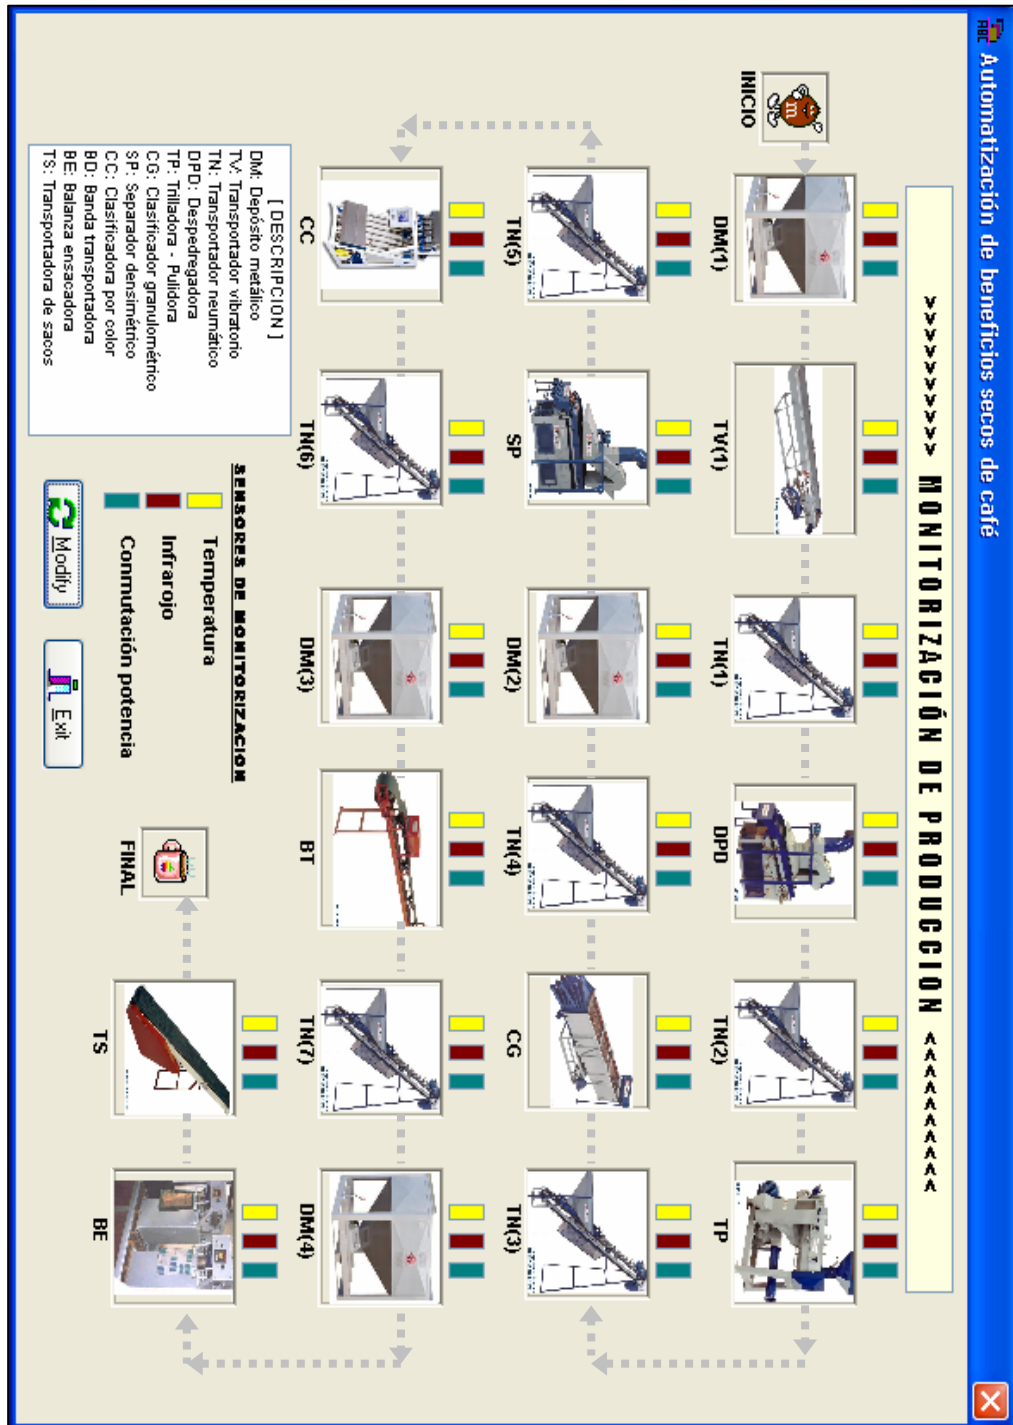 Automatización de beneficios secos de café
>>>>>>>>>> MONITORIZACIÓN DE PRODUCCION <<<<<<<<<<
INICIO
DM(1)
TV(1)
TN(1)
DPD
TN(2)
TP
TN(5)
SP
DM(2)
TN(4)
CG
TN(3)
CC
TN(6)
DM(3)
BT
TN(7)
DM(4)
[ DESCRIPCION ]
DM: Depósito metálico
TV: Transportador vibratorio
TN: Transportador neumático
DPD: Despedregadora
TP: Trilladora - Pulidora
CG: Clasificador granulométrico
SP: Separador densimétrico
CC: Clasificadora por color
BD: Banda transportadora
BE: Balanza ensacadora
TS: Transportadora de sacos
SENSORES DE MONITORIZACION
Temperatura
Infrarojo
Conmutación potencia
Modify
Exit
FINAL
TS
BE